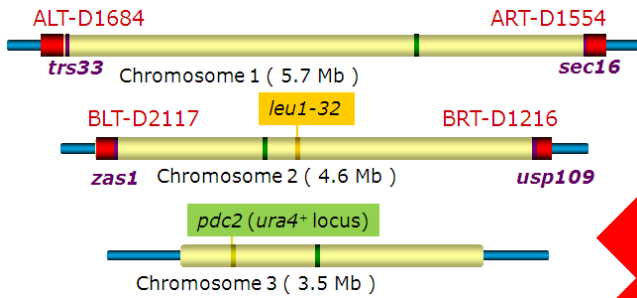 ALT-D1684 ART-D1554
trs33 sec16
Chromosome 1 ( 5.7 Mb )
leu1-32
BLT-D2117 BRT-D1216
zas1 Chromosome 2 ( 4.6 Mb ) usp109
pdc2 (ura4⁺ locus)
Chromosome 3 ( 3.5 Mb )